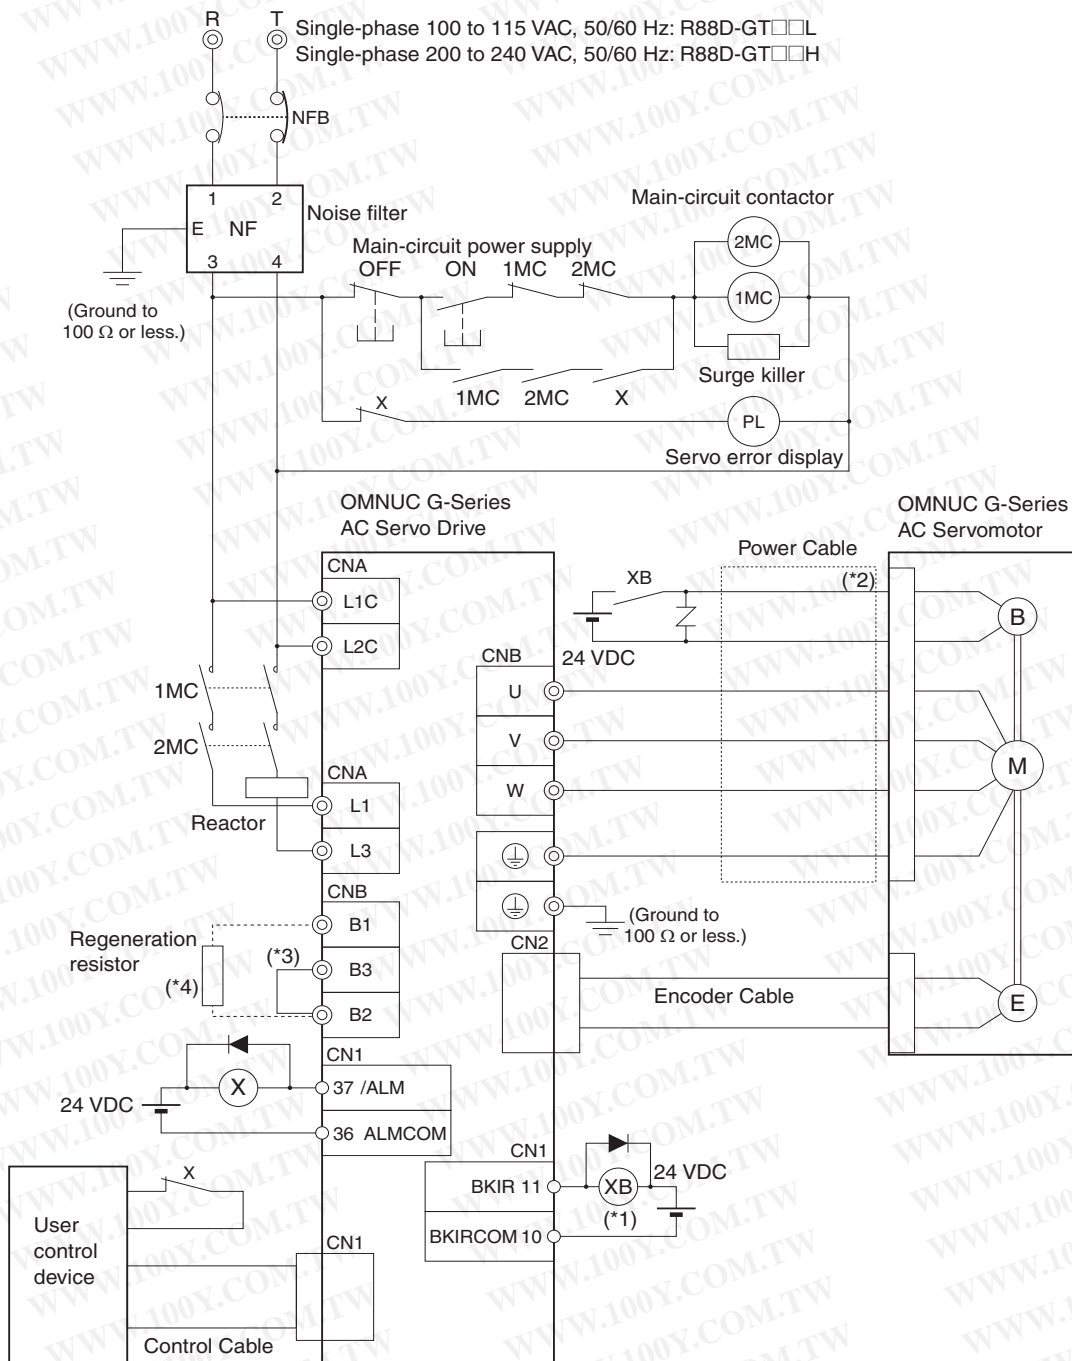 R
T
Single-phase 100 to 115 VAC, 50/60 Hz: R88D-GT□□L
Single-phase 200 to 240 VAC, 50/60 Hz: R88D-GT□□H
NFB
1
2
E
NF
3
4
Noise filter
(Ground to
100 Ω or less.)
Main-circuit power supply
OFF
ON
1MC
2MC
Main-circuit contactor
2MC
1MC
Surge killer
1MC
2MC
X
X
PL
Servo error display
OMNUC G-Series
AC Servo Drive
OMNUC G-Series
AC Servomotor
CNA
L1C
L2C
1MC
2MC
Reactor
CNA
L1
L3
CNB
B1
B3
B2
Regeneration
resistor
(*3)
(*4)
CN1
37 /ALM
36 ALMCOM
X
24 VDC
User
control
device
X
CN1
Control Cable
XB
24 VDC
Power Cable
(*2)
CNB
U
V
W
(Ground to
100 Ω or less.)
CN2
Encoder Cable
B
M
E
CN1
BKIR 11
BKIRCOM 10
XB
(*1)
24 VDC
WWW.100Y.COM.TW